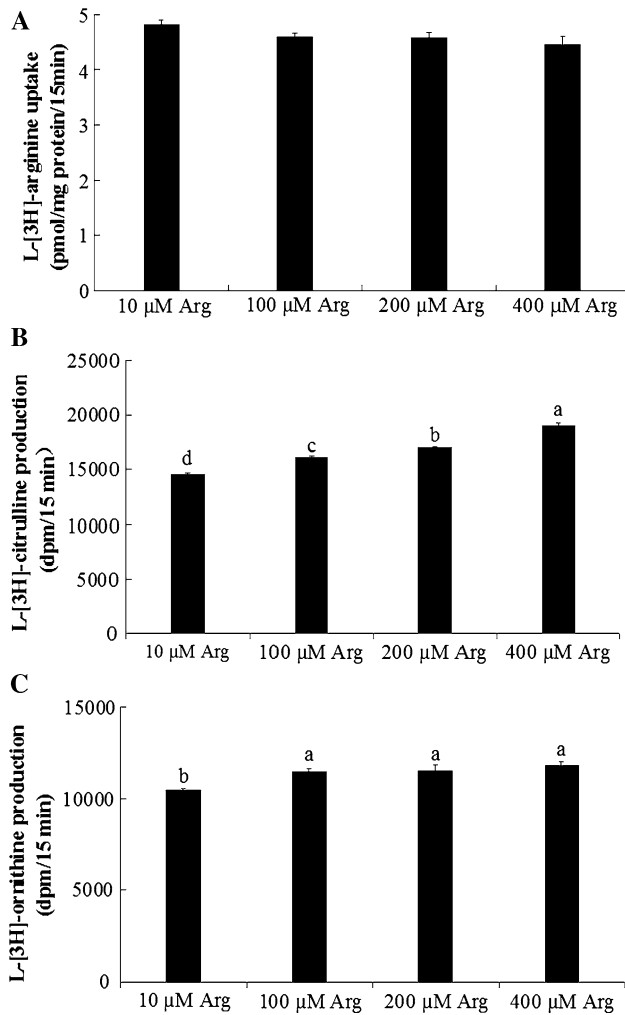 A
L-[3H]-arginine uptake
(pmol/mg protein/15min)
5
4
3
2
1
0
10 μM Arg
100 μM Arg
200 μM Arg
400 μM Arg
B
L-[3H]-citrulline production
(dpm/15 min)
25000
20000
15000
10000
5000
0
d
c
b
a
10 μM Arg
100 μM Arg
200 μM Arg
400 μM Arg
C
L-[3H]-ornithine production
(dpm/15 min)
15000
10000
5000
0
b
a
a
a
10 μM Arg
100 μM Arg
200 μM Arg
400 μM Arg